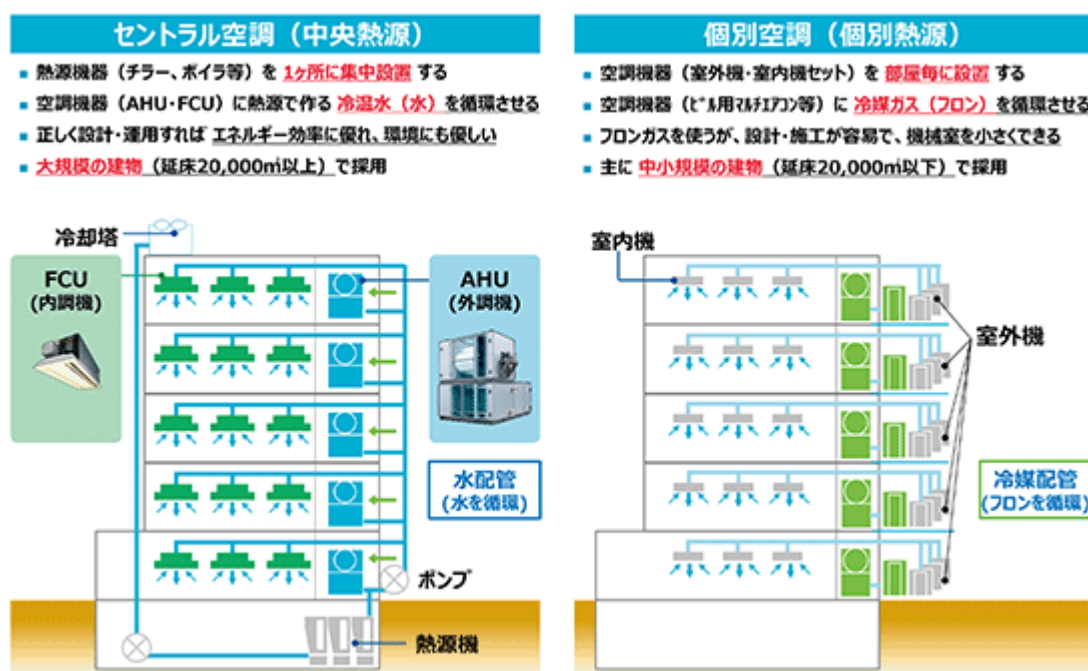 セントラル空調（中央熱源）
熱源機器（チラー、ボイラ等）を 1ヶ所に集中設置 する
空調機器（AHU･FCU）に熱源で作る 冷温水（水）を循環させる
正しく設計・運用すれば エネルギー効率に優れ、環境にも優しい
大規模の建物（延床20,000㎡以上）で採用
冷却塔
FCU
(内調機)
AHU
(外調機)
水配管
(水を循環)
ポンプ
熱源機
個別空調（個別熱源）
空調機器（室外機・室内機セット）を 部屋毎に設置 する
空調機器（ﾋﾞﾙ用ﾏﾙﾁｴｱｺﾝ等）に 冷媒ガス（フロン）を循環させる
フロンガスを使うが、設計・施工が容易で、機械室を小さくできる
主に 中小規模の建物（延床20,000㎡以下）で採用
室内機
室外機
冷媒配管
(フロンを循環)